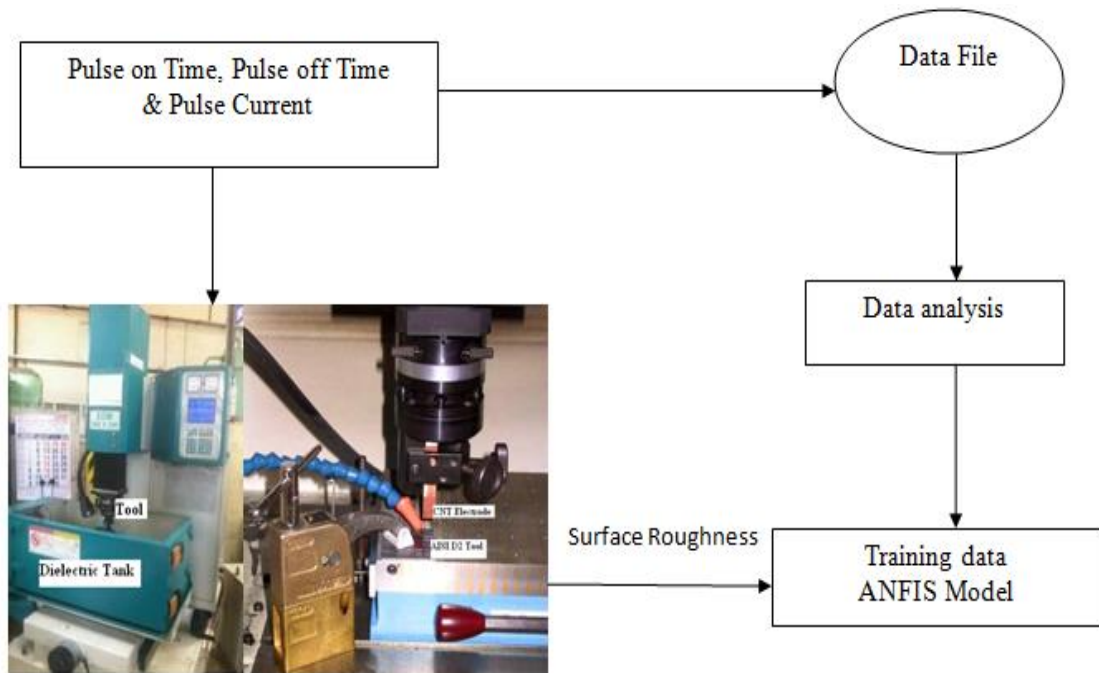 Pulse on Time, Pulse off Time
& Pulse Current
Data File
Data analysis
Tool
Dielectric Tank
CNT Electrode
D2 Tool
Surface Roughness
Training data
ANFIS Model